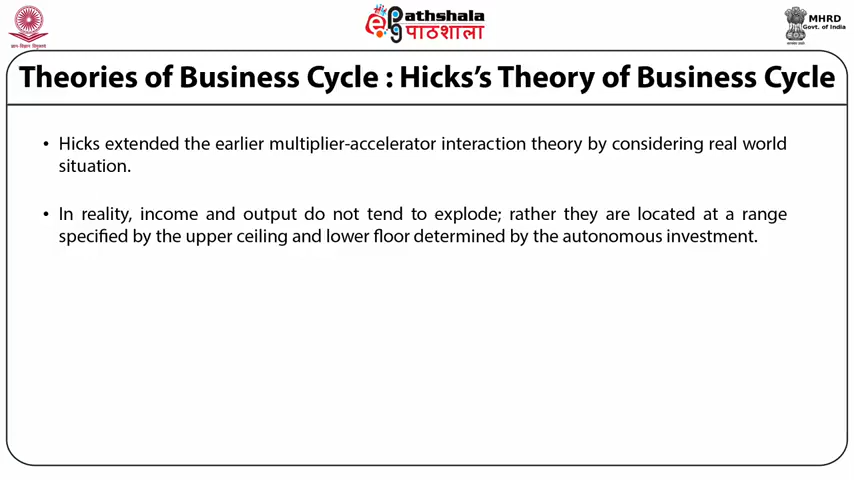 Pathshala
पाठशाला
MHRD
Govt. of India
Theories of Business Cycle : Hicks's Theory of Business Cycle
• Hicks extended the earlier multiplier-accelerator interaction theory by considering real world
situation.
• In reality, income and output do not tend to explode; rather they are located at a range
specified by the upper ceiling and lower floor determined by the autonomous investment.